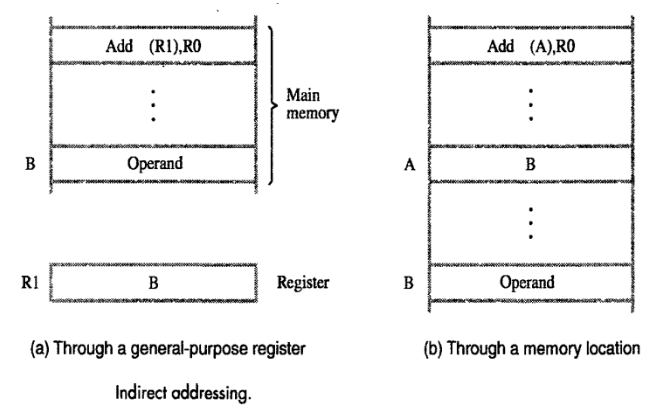 Add (R1),R0
Main
memory
B Operand
R1 B Register
(a) Through a general-purpose register
Add (A),R0
A B
B Operand
(b) Through a memory location
Indirect addressing.